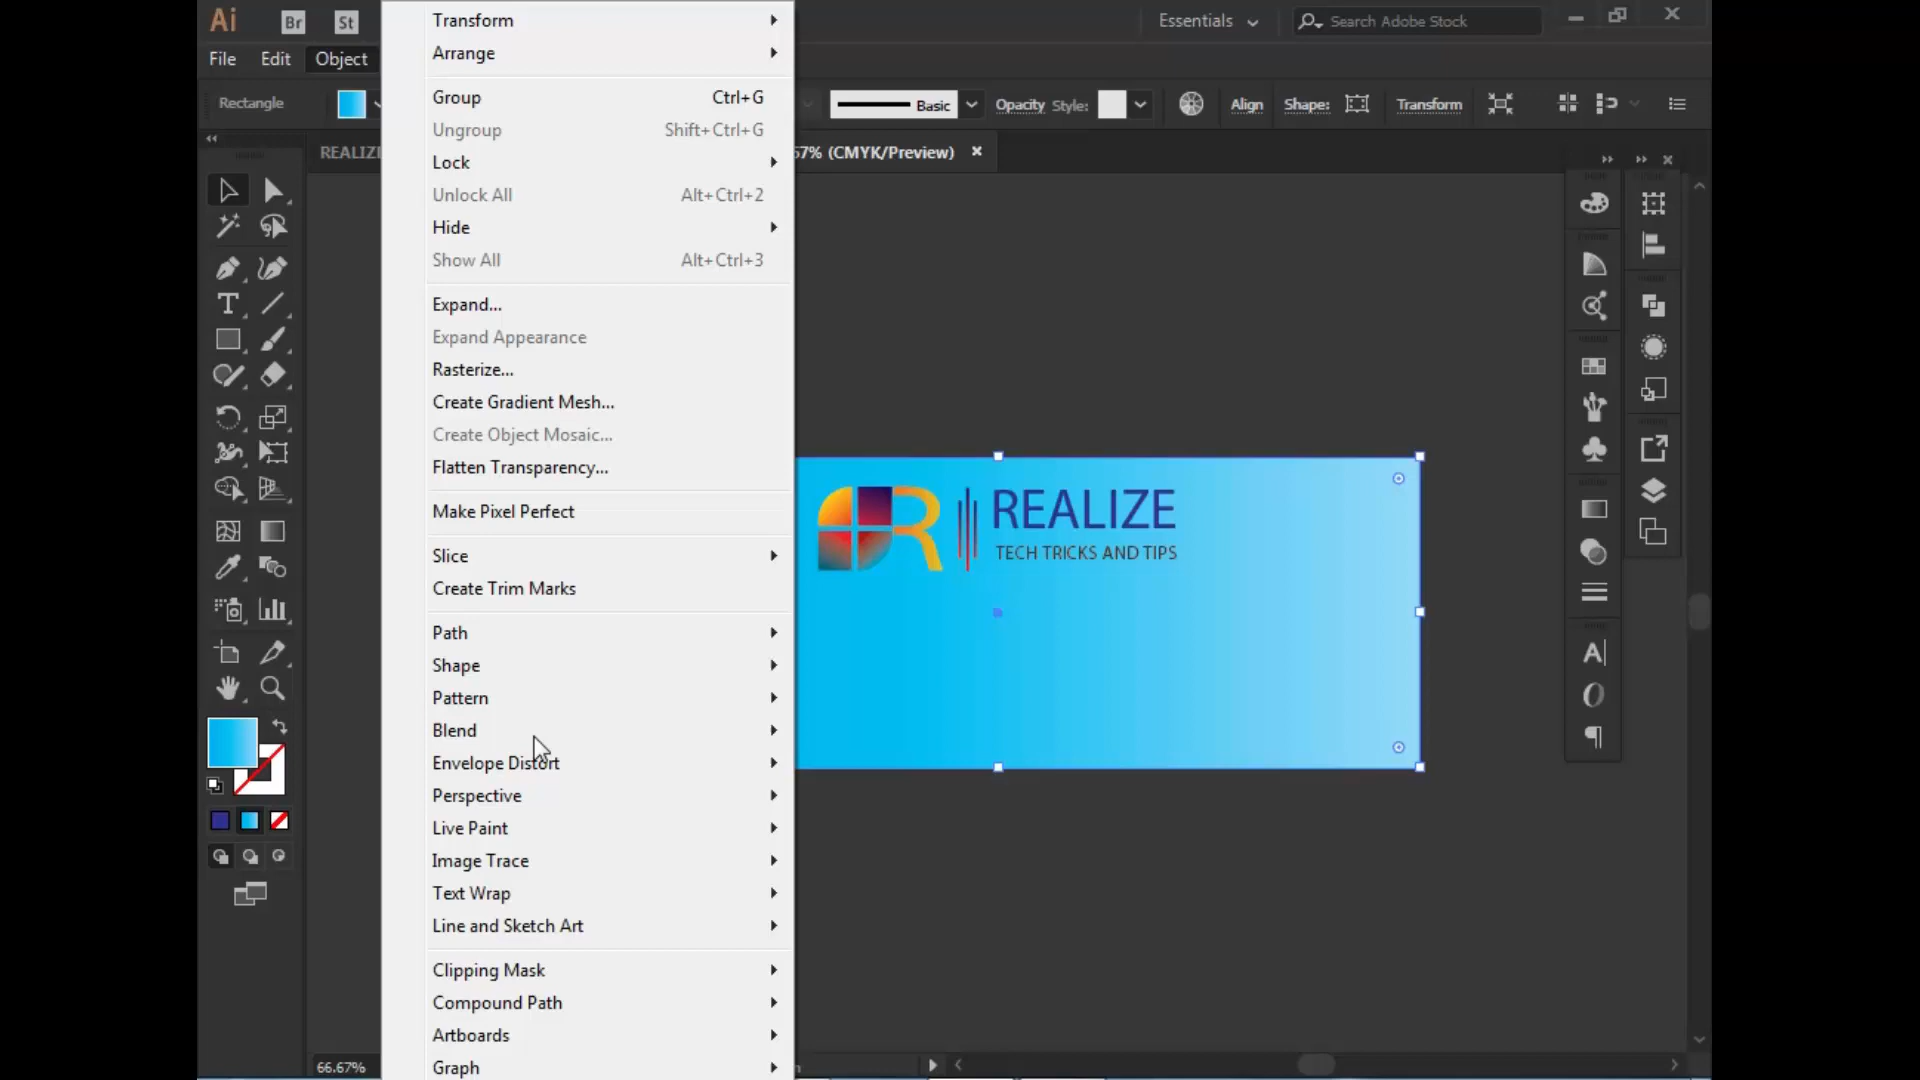 Ai Br St
Essentials
Search Adobe Stock
File Edit Object
Rectangle
Basic
Opacity Style:
Align Shape: Transform
REALIZ
67% (CMYK/Preview)
Transform
Arrange
Group Ctrl+G
Ungroup Shift+Ctrl+G
Lock
Unlock All Alt+Ctrl+2
Hide
Show All Alt+Ctrl+3
Expand...
Expand Appearance
Rasterize...
Create Gradient Mesh...
Create Object Mosaic...
Flatten Transparency...
Make Pixel Perfect
Slice
Create Trim Marks
Path
Shape
Pattern
Blend
Envelope Distort
Perspective
Live Paint
Image Trace
Text Wrap
Line and Sketch Art
Clipping Mask
Compound Path
Artboards
Graph
R REALIZE
TECH TRICKS AND TIPS
66.67%